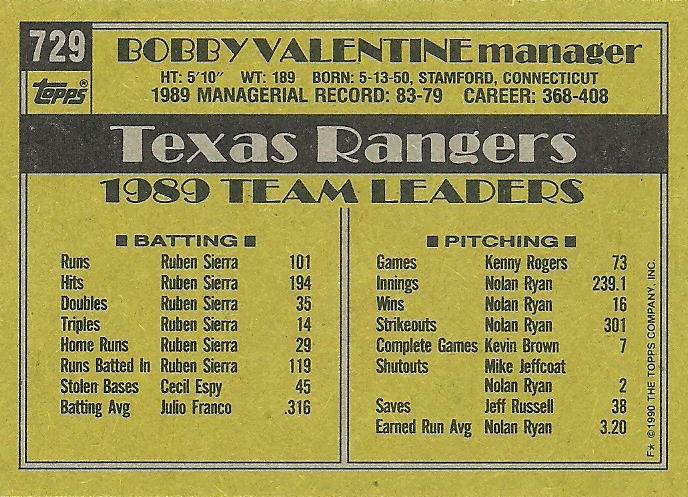 729
BOBBY VALENTINE manager
Topps®
HT: 5'10" WT: 189 BORN: 5-13-50, STAMFORD, CONNECTICUT
1989 MANAGERIAL RECORD: 83-79 CAREER: 368-408
Texas Rangers
1989 TEAM LEADERS
BATTING
Runs Ruben Sierra 101
Hits Ruben Sierra 194
Doubles Ruben Sierra 35
Triples Ruben Sierra 14
Home Runs Ruben Sierra 29
Runs Batted In Ruben Sierra 119
Stolen Bases Cecil Espy 45
Batting Avg Julio Franco .316
PITCHING
Games Kenny Rogers 73
Innings Nolan Ryan 239.1
Wins Nolan Ryan 16
Strikeouts Nolan Ryan 301
Complete Games Kevin Brown 7
Shutouts Mike Jeffcoat
Nolan Ryan 2
Saves Jeff Russell 38
Earned Run Avg Nolan Ryan 3.20
F★ © 1990 THE TOPPS COMPANY, INC.